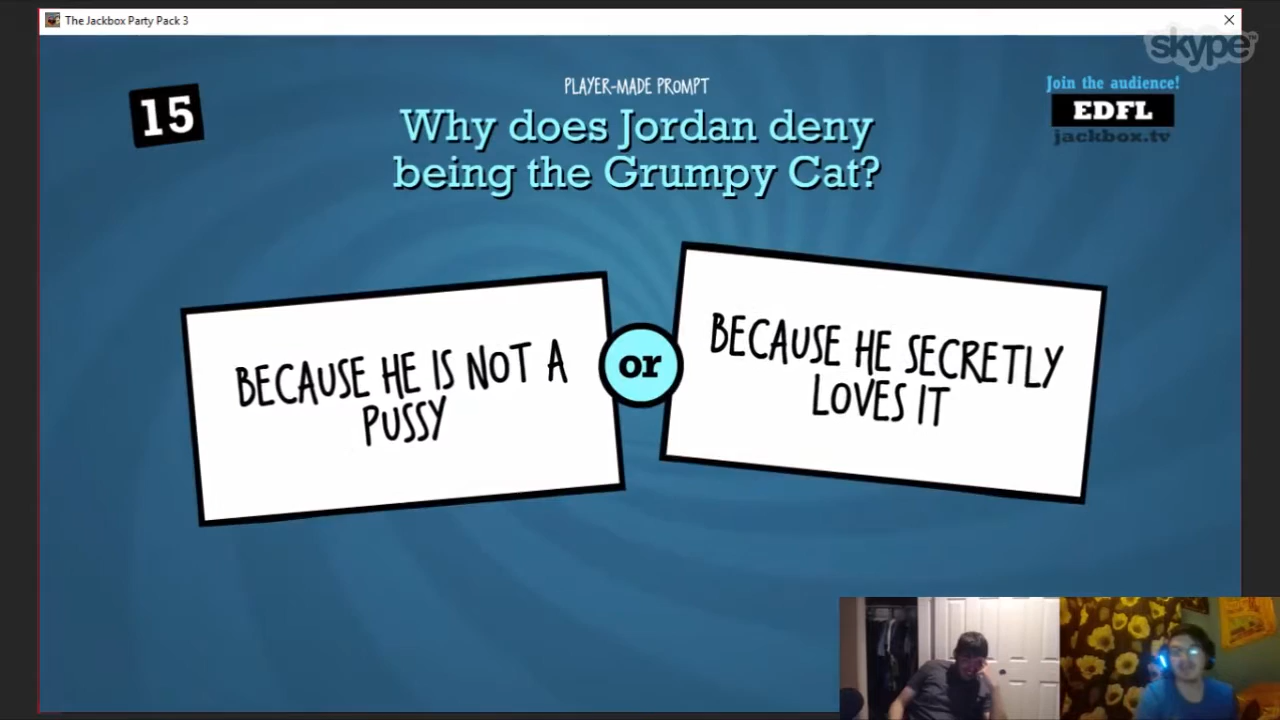 The Jackbox Party Pack 3
skype
15
PLAYER-MADE PROMPT
Why does Jordan deny
being the Grumpy Cat?
Join the audience!
EDFL
jackbox.tv
BECAUSE HE IS NOT A
PUSSY
or
BECAUSE HE SECRETLY
LOVES IT